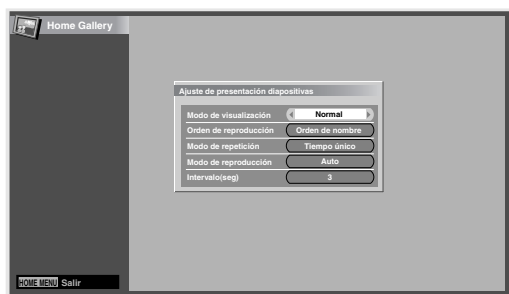 Home Gallery
Ajuste de presentación diapositivas
Modo de visualización Normal
Orden de reproducción Orden de nombre
Modo de repetición Tiempo único
Modo de reproducción Auto
Intervalo(seg) 3
HOME MENU Salir